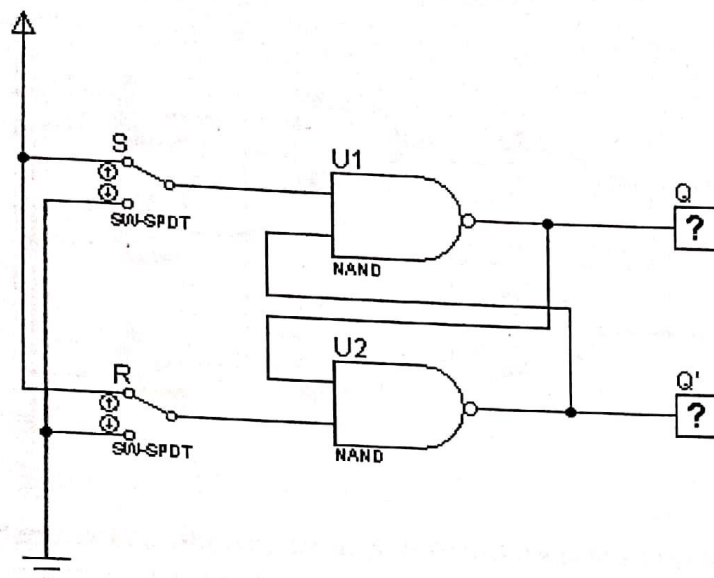 S
SW-SPDT
U1
NAND
Q
?
R
SW-SPDT
U2
NAND
Q'
?